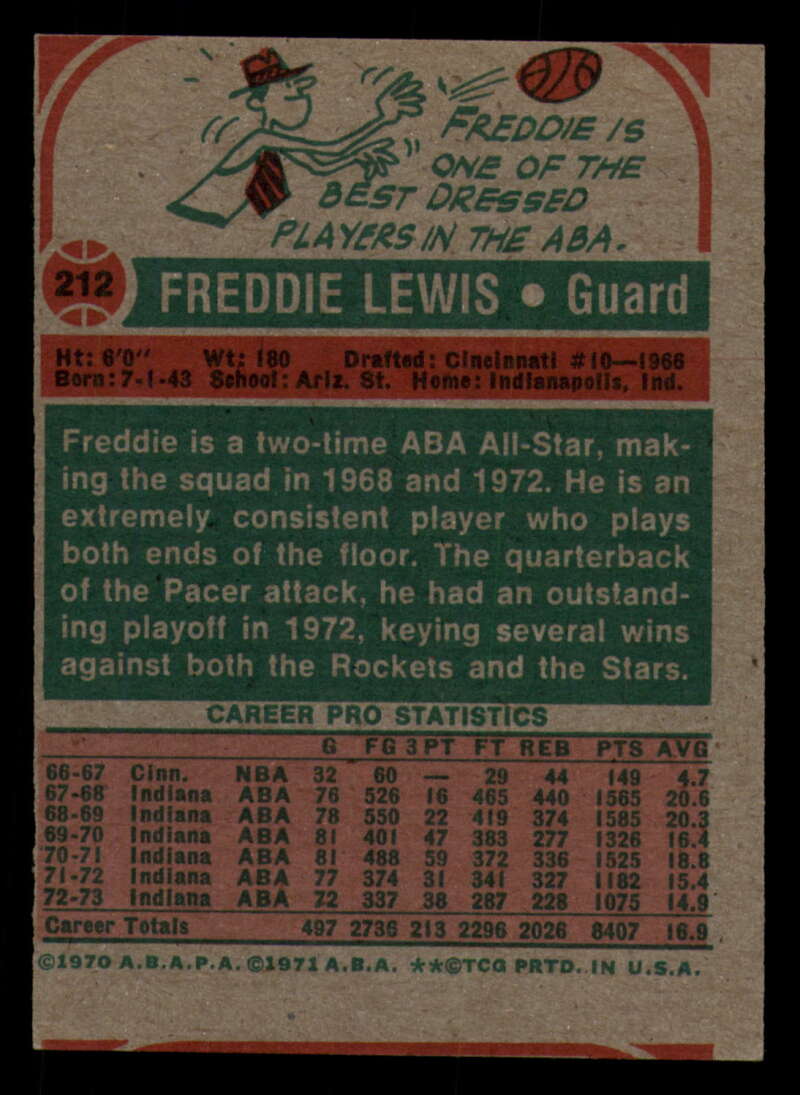 FREDDIE IS
ONE OF THE
BEST DRESSED
PLAYERS IN THE ABA.
212 FREDDIE LEWIS • Guard
Ht: 6'0" Wt: 180 Drafted: Cincinnati #10—1966
Born: 7-1-43 School: Ariz. St. Home: Indianapolis, Ind.
Freddie is a two-time ABA All-Star, mak-
ing the squad in 1968 and 1972. He is an
extremely consistent player who plays
both ends of the floor. The quarterback
of the Pacer attack, he had an outstand-
ing playoff in 1972, keying several wins
against both the Rockets and the Stars.
CAREER PRO STATISTICS
G FG 3PT FT REB PTS AVG
66-67 Cinn. NBA 32 60 — 29 44 149 4.7
67-68 Indiana ABA 76 526 16 465 440 1565 20.6
68-69 Indiana ABA 78 550 22 419 374 1585 20.3
69-70 Indiana ABA 81 401 47 383 277 1326 16.4
70-71 Indiana ABA 81 488 59 372 336 1525 18.8
71-72 Indiana ABA 77 374 31 341 327 1182 15.4
72-73 Indiana ABA 72 337 38 287 228 1075 14.9
Career Totals 497 2736 213 2296 2026 8407 16.9
©1970 A.B.A.P.A. ©1971 A.B.A. **©TCG PRTD. IN U.S.A.